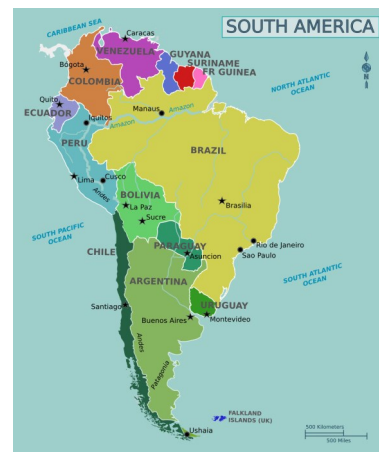 SOUTH AMERICA
CARIBBEAN SEA
Caracas
VENEZUELA
GUYANA
SURINAME
FR GUINEA
Bogota
COLOMBIA
N
NORTH ATLANTIC
OCEAN
Quito
ECUADOR
Iquitos
Manaus
Amazon
Amazon
PERU
BRAZIL
Lima
Cusco
Andes
BOLIVIA
La Paz
Sucre
Brasilia
SOUTH PACIFIC
OCEAN
CHILE
PARAGUAY
Asuncion
Rio de Janeiro
Sao Paulo
SOUTH ATLANTIC
OCEAN
ARGENTINA
Santiago
URUGUAY
Buenos Aires
Montevideo
Andes
Patagonia
FALKLAND
ISLANDS (UK)
Ushaia
500 Kilometers
500 Miles